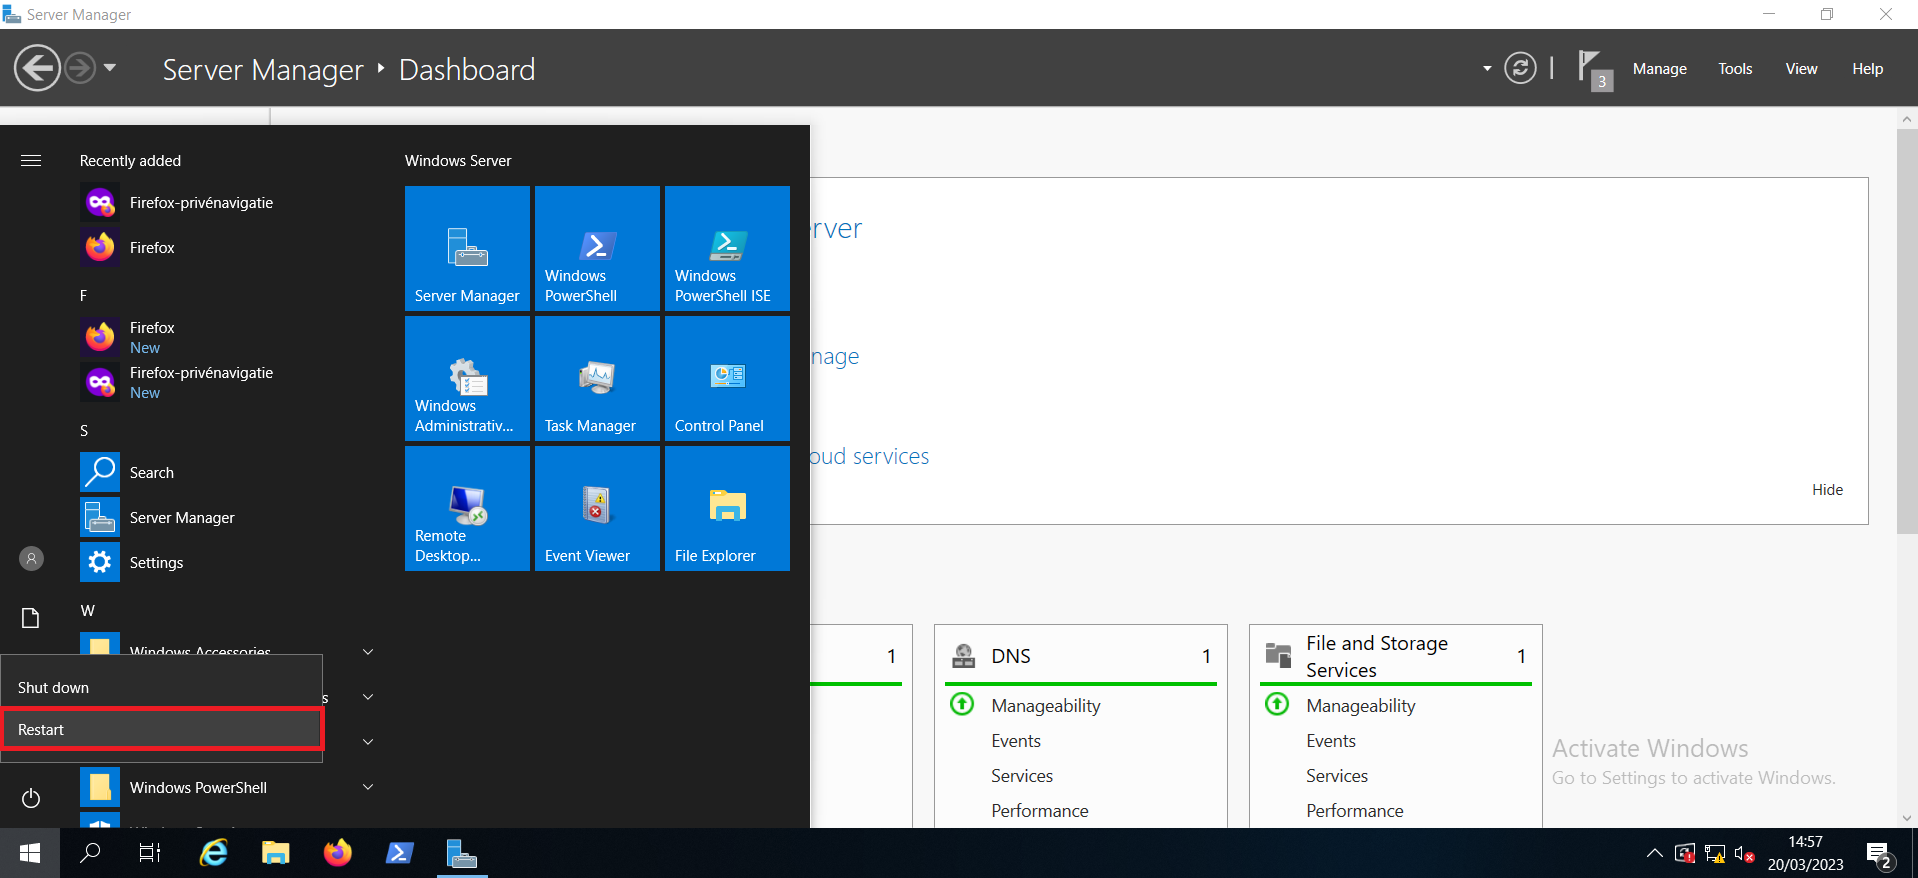 Server Manager
Server Manager ‣ Dashboard
3
Manage
Tools
View
Help
Recently added
Firefox-privénavigatie
Firefox
F
Firefox
New
Firefox-privénavigatie
New
S
Search
Server Manager
Settings
W
Windows Accessories
Shut down
Restart
Windows PowerShell
Windows Server
Server Manager
Windows
PowerShell
Windows
PowerShell ISE
Windows
Administrativ...
Task Manager
Control Panel
Remote
Desktop...
Event Viewer
File Explorer
rver
nage
oud services
Hide
1
DNS 1
Manageability
Events
Services
Performance
File and Storage
Services 1
Manageability
Events
Services
Performance
Activate Windows
Go to Settings to activate Windows.
14:57
20/03/2023
2